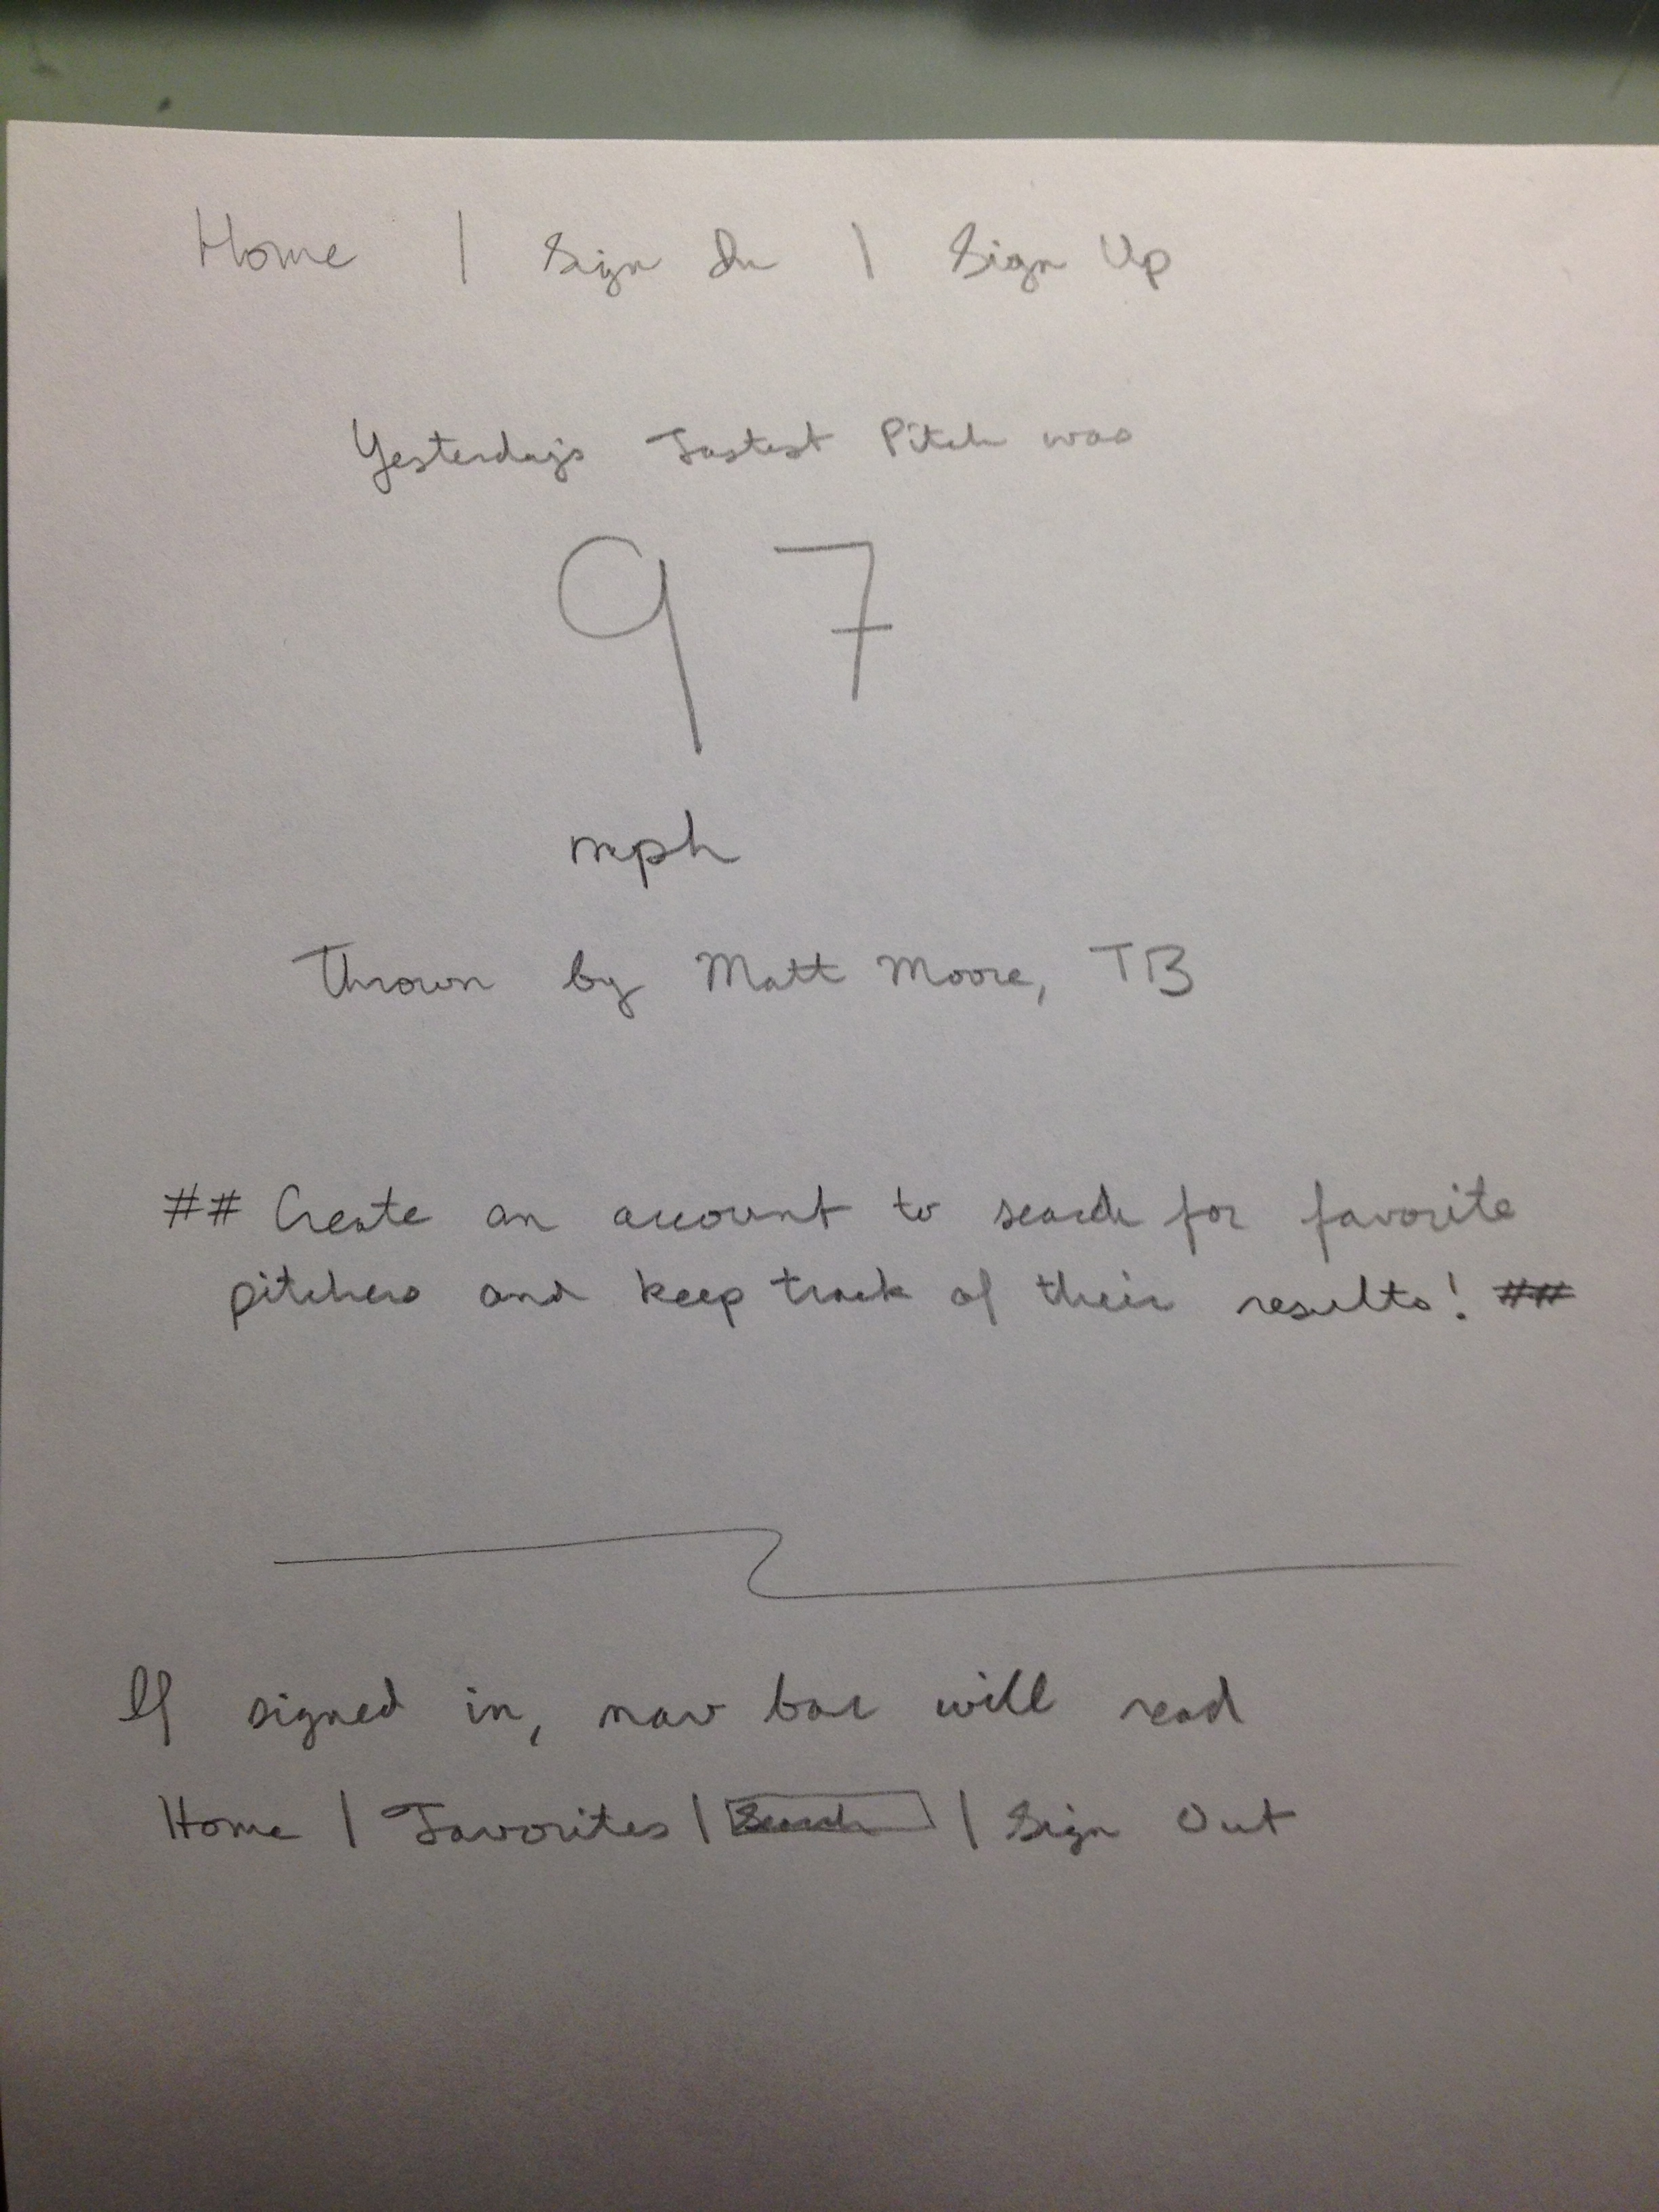 Home | Sign In | Sign Up
Yesterday's Fastest Pitch was
97
mph
Thrown by Matt Moore, TB
## Create an account to search for favorite
pitchers and keep track of their results! ##
If signed in, nav bar will read
Home | Favorites | Search | Sign Out